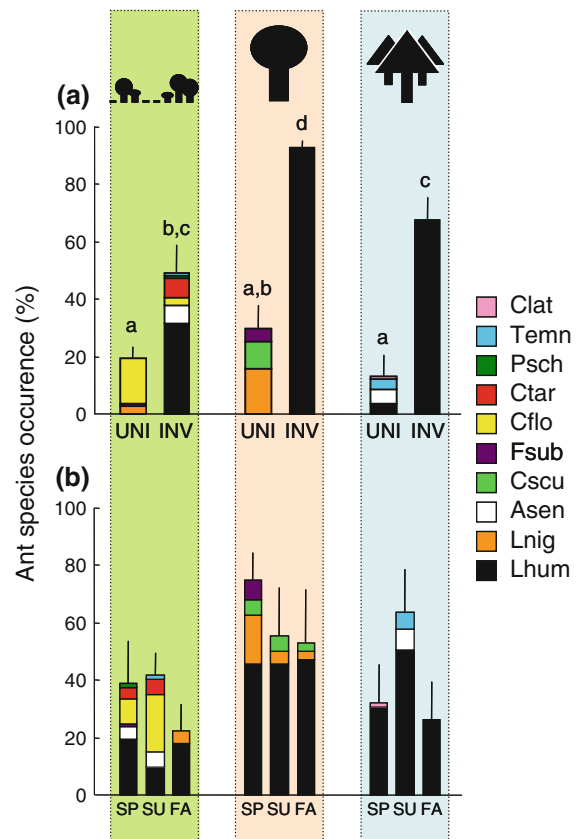 (a)
Ant species occurence (%)
100
80
60
40
20
0
a
b,c
a,b
d
a
c
UNI INV
UNI INV
UNI INV
(b)
100
80
60
40
20
0
SP SU FA
SP SU FA
SP SU FA
Clat
Temn
Psch
Ctar
Cflo
Fsub
Cscu
Asen
Lnig
Lhum